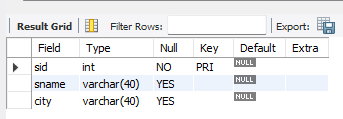 Result Grid Filter Rows: Export:
Field Type Null Key Default Extra
sid int NO PRI NULL
sname varchar(40) YES NULL
city varchar(40) YES NULL